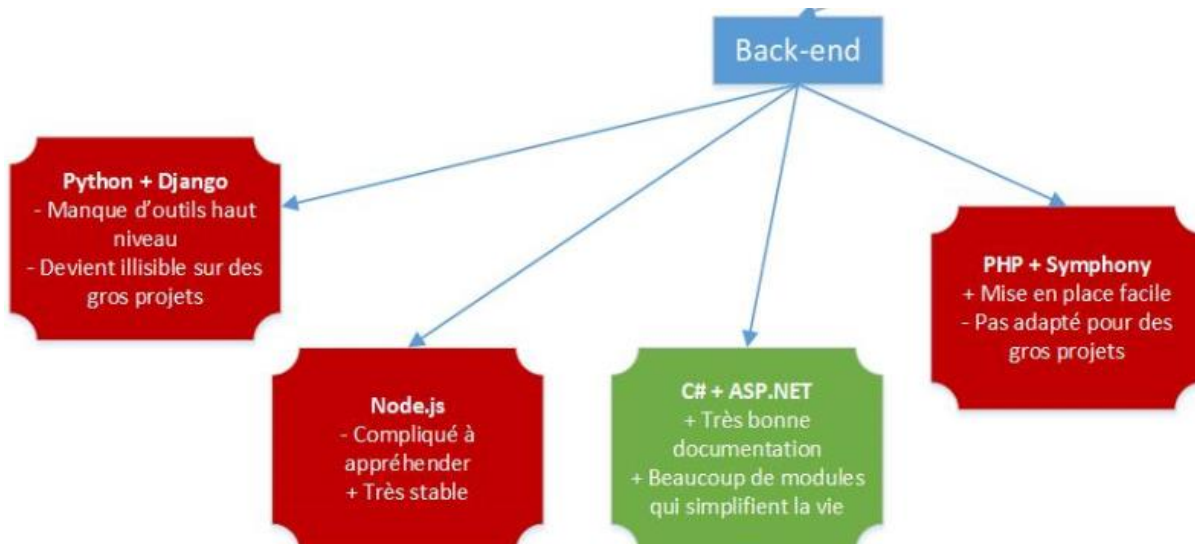 Back-end
Python + Django
- Manque d'outils haut
niveau
- Devient illisible sur des
gros projets
Node.js
- Compliqué à
appréhender
+ Très stable
C# + ASP.NET
+ Très bonne
documentation
+ Beaucoup de modules
qui simplifient la vie
PHP + Symphony
+ Mise en place facile
- Pas adapté pour des
gros projets